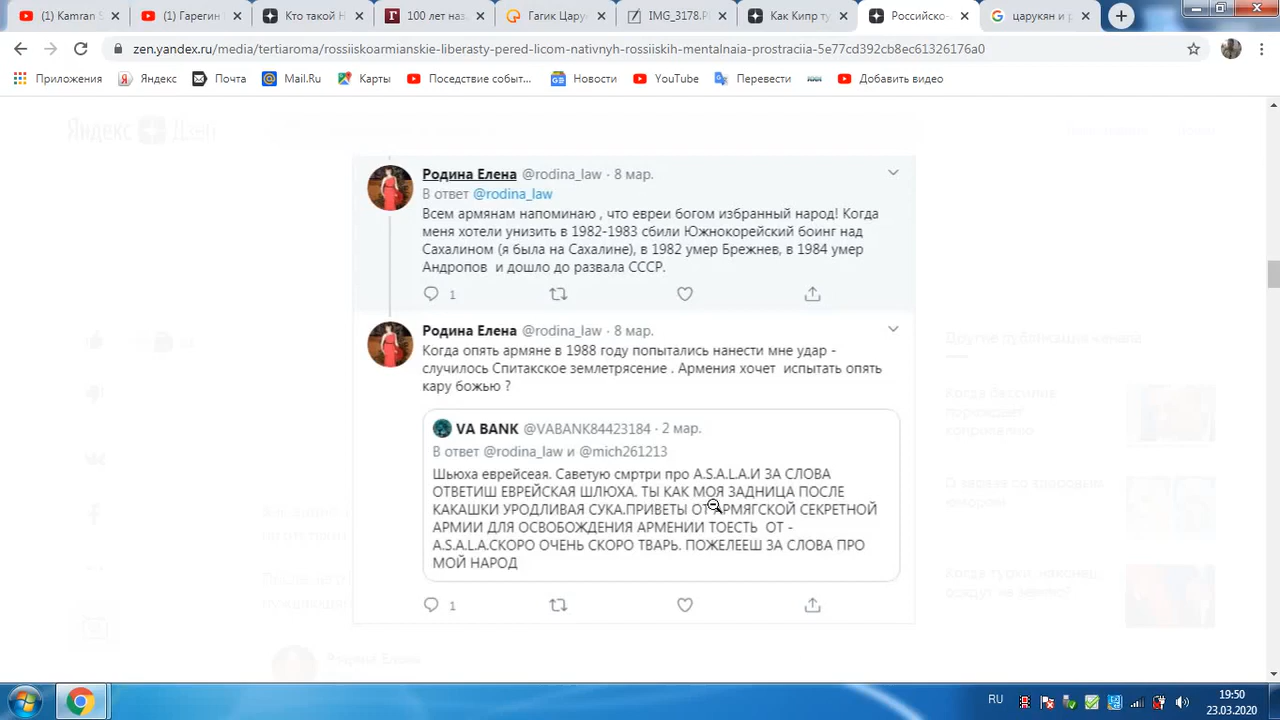 (1) Kamran S
(1) Гарегин
Кто такой Н
100 лет наз
Гагик Цару
IMG_3178.r
Как Кипр ту
Российско-
царукян и р
zen.yandex.ru/media/tertiaroma/rossiiskoarmianskie-liberasty-pered-licom-nativnyh-rossiiskih-mentalnaia-prostraciia-5e77cd392cb8ec61326176a0
Приложения
Яндекс
Почта
Mail.Ru
Карты
Последствие событ...
Новости
YouTube
Перевести
Добавить видео
Яндекс Дзен
Родина Елена @rodina_law · 8 мар.
В ответ @rodina_law
Всем армянам напоминаю , что евреи богом избранный народ! Когда
меня хотели унизить в 1982-1983 сбили Южнокорейский боинг над
Сахалином (я была на Сахалине), в 1982 умер Брежнев, в 1984 умер
Андропов и дошло до развала СССР.
1
Родина Елена @rodina_law · 8 мар.
Когда опять армяне в 1988 году попытались нанести мне удар -
случилось Спитакское землетрясение . Армения хочет испытать опять
кару божью ?
VA BANK @VABANK84423184 · 2 мар.
В ответ @rodina_law и @mich261213
Шьюха еврейсеая. Саветую смртри про A.S.A.L.A.И ЗА СЛОВА
ОТВЕТИШ ЕВРЕЙСКАЯ ШЛЮХА. ТЫ КАК МОЯ ЗАДНИЦА ПОСЛЕ
КАКАШКИ УРОДЛИВАЯ СУКА.ПРИВЕТЫ ОТ АРМЯГСКОЙ СЕКРЕТНОЙ
АРМИИ ДЛЯ ОСВОБОЖДЕНИЯ АРМЕНИИ ТОЕСТЬ ОТ -
A.S.A.L.A.СКОРО ОЧЕНЬ СКОРО ТВАРЬ. ПОЖЕЛЕЕШ ЗА СЛОВА ПРО
МОЙ НАРОД
1
Другие публикации канала
Родина Елена
RU
19:50
23.03.2020